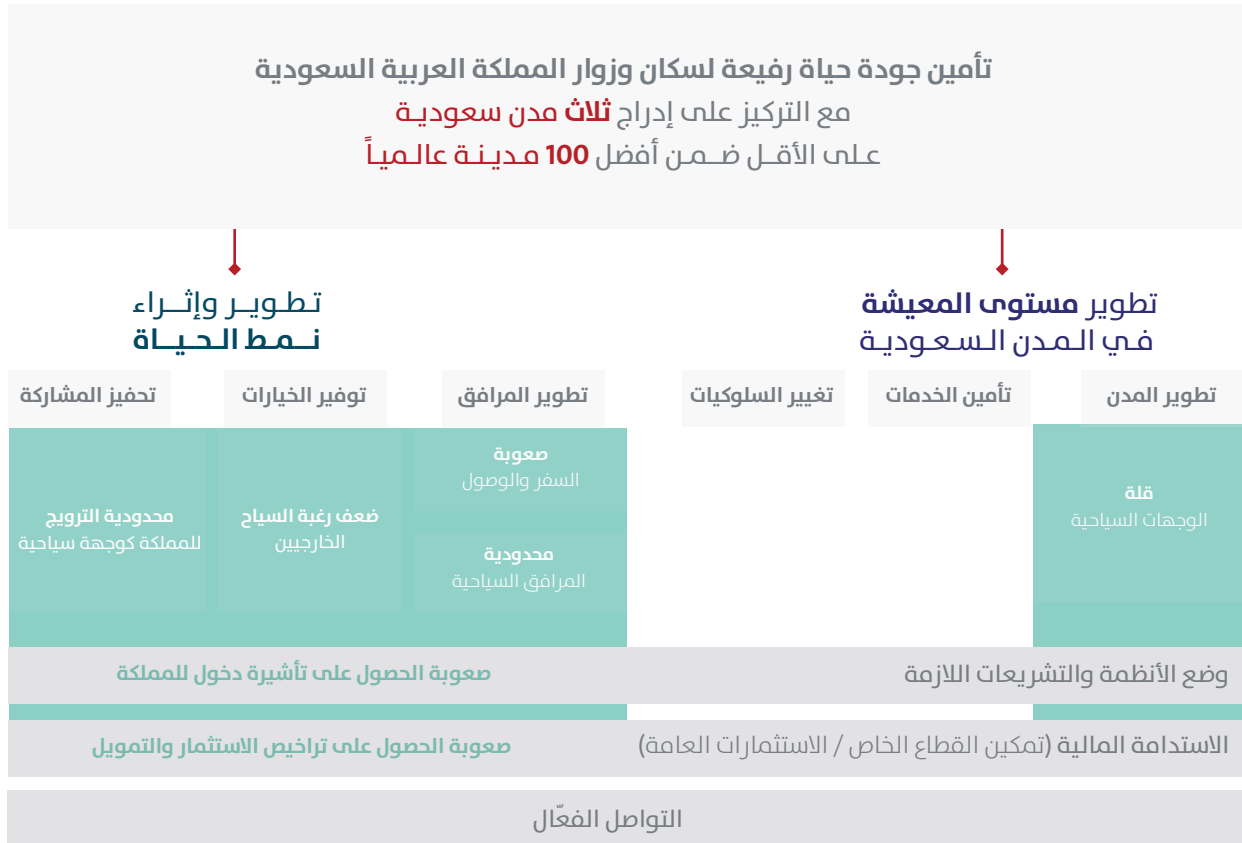 تأمين جودة حياة رفيعة لسكان وزوار المملكة العربية السعودية
مع التركيز على إدراج ثلاث مدن سعودية
على الأقل ضمن أفضل 100 مدينة عالمياً
تطوير مستوى المعيشة
في المدن السعودية
تطوير وإثراء
نمط الحياة
تطوير المدن
تأمين الخدمات
تغيير السلوكيات
تطوير المرافق
توفير الخيارات
تحفيز المشاركة
قلة
الوجهات السياحية
صعوبة
السفر والوصول
محدودية
المرافق السياحية
ضعف رغبة السياح
الخارجيين
محدودية الترويج
للمملكة كوجهة سياحية
وضع الأنظمة والتشريعات اللازمة
صعوبة الحصول على تأشيرة دخول للمملكة
الاستدامة المالية (تمكين القطاع الخاص / الاستثمارات العامة)
صعوبة الحصول على تراخيص الاستثمار والتمويل
التواصل الفعّال